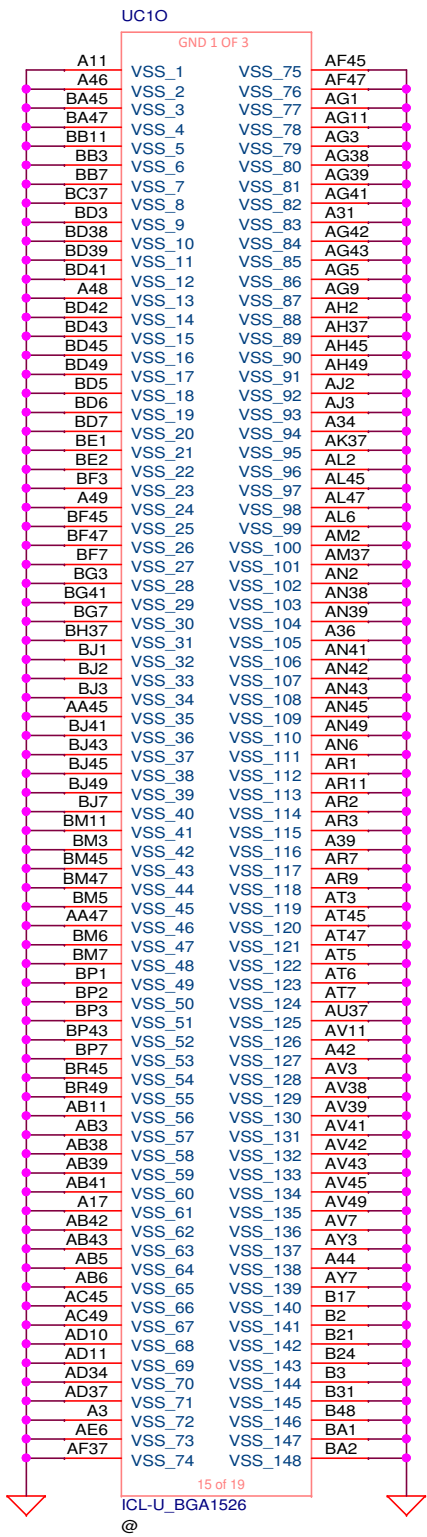 UC1O
GND 1 OF 3
A11 VSS_1 VSS_75 AF45
A46 VSS_2 VSS_76 AF47
BA45 VSS_3 VSS_77 AG1
BA47 VSS_4 VSS_78 AG11
BB11 VSS_5 VSS_79 AG3
BB3 VSS_6 VSS_80 AG38
BB7 VSS_7 VSS_81 AG39
BC37 VSS_8 VSS_82 AG41
BD3 VSS_9 VSS_83 A31
BD38 VSS_10 VSS_84 AG42
BD39 VSS_11 VSS_85 AG43
BD41 VSS_12 VSS_86 AG5
A48 VSS_13 VSS_87 AG9
BD42 VSS_14 VSS_88 AH2
BD43 VSS_15 VSS_89 AH37
BD45 VSS_16 VSS_90 AH45
BD49 VSS_17 VSS_91 AH49
BD5 VSS_18 VSS_92 AJ2
BD6 VSS_19 VSS_93 AJ3
BD7 VSS_20 VSS_94 A34
BE1 VSS_21 VSS_95 AK37
BE2 VSS_22 VSS_96 AL2
BF3 VSS_23 VSS_97 AL45
A49 VSS_24 VSS_98 AL47
BF45 VSS_25 VSS_99 AL6
BF47 VSS_26 VSS_100 AM2
BF7 VSS_27 VSS_101 AM37
BG3 VSS_28 VSS_102 AN2
BG41 VSS_29 VSS_103 AN38
BG7 VSS_30 VSS_104 AN39
BH37 VSS_31 VSS_105 A36
BJ1 VSS_32 VSS_106 AN41
BJ2 VSS_33 VSS_107 AN42
BJ3 VSS_34 VSS_108 AN43
AA45 VSS_35 VSS_109 AN45
BJ41 VSS_36 VSS_110 AN49
BJ43 VSS_37 VSS_111 AN6
BJ45 VSS_38 VSS_112 AR1
BJ49 VSS_39 VSS_113 AR11
BJ7 VSS_40 VSS_114 AR2
BM11 VSS_41 VSS_115 AR3
BM3 VSS_42 VSS_116 A39
BM45 VSS_43 VSS_117 AR7
BM47 VSS_44 VSS_118 AR9
BM5 VSS_45 VSS_119 AT3
AA47 VSS_46 VSS_120 AT45
BM6 VSS_47 VSS_121 AT47
BM7 VSS_48 VSS_122 AT5
BP1 VSS_49 VSS_123 AT6
BP2 VSS_50 VSS_124 AT7
BP3 VSS_51 VSS_125 AU37
BP43 VSS_52 VSS_126 AV11
BP7 VSS_53 VSS_127 A42
BR45 VSS_54 VSS_128 AV3
BR49 VSS_55 VSS_129 AV38
AB11 VSS_56 VSS_130 AV39
AB3 VSS_57 VSS_131 AV41
AB38 VSS_58 VSS_132 AV42
AB39 VSS_59 VSS_133 AV43
AB41 VSS_60 VSS_134 AV45
A17 VSS_61 VSS_135 AV49
AB42 VSS_62 VSS_136 AV7
AB43 VSS_63 VSS_137 AY3
AB5 VSS_64 VSS_138 A44
AB6 VSS_65 VSS_139 AY7
AC45 VSS_66 VSS_140 B17
AC49 VSS_67 VSS_141 B2
AD10 VSS_68 VSS_142 B21
AD11 VSS_69 VSS_143 B24
AD34 VSS_70 VSS_144 B3
AD37 VSS_71 VSS_145 B31
A3 VSS_72 VSS_146 B48
AE6 VSS_73 VSS_147 BA1
AF37 VSS_74 VSS_148 BA2
15 of 19
ICL-U_BGA1526
@